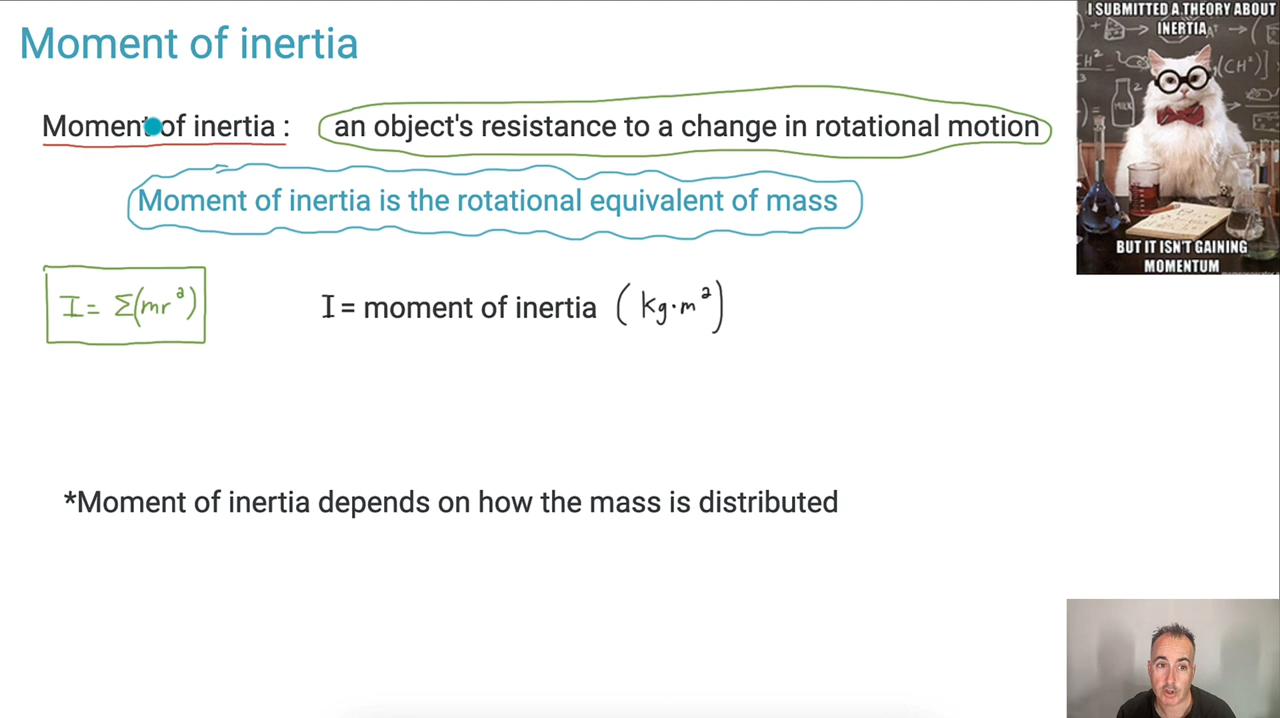 Moment of inertia
Moment of inertia : an object's resistance to a change in rotational motion
Moment of inertia is the rotational equivalent of mass
I = Σ(mr²) I = moment of inertia (kg·m²)
*Moment of inertia depends on how the mass is distributed
I SUBMITTED A THEORY ABOUT
INERTIA
MILK
BUT IT ISN'T GAINING
MOMENTUM